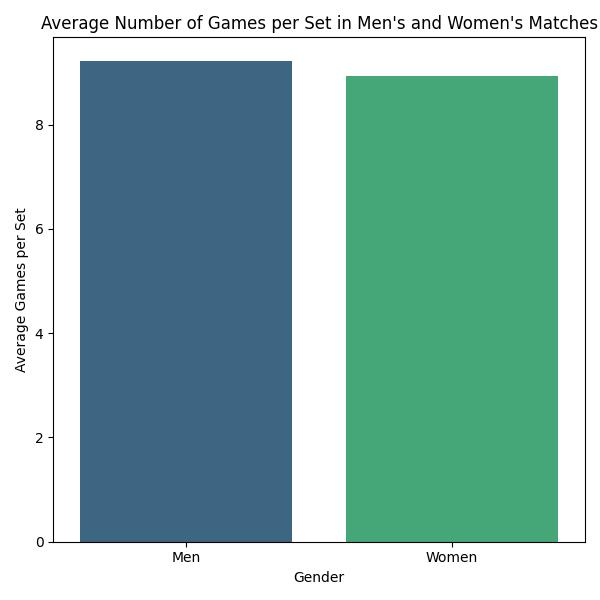 Average Number of Games per Set in Men's and Women's Matches
8
6
4
2
0
Average Games per Set
Men Women
Gender